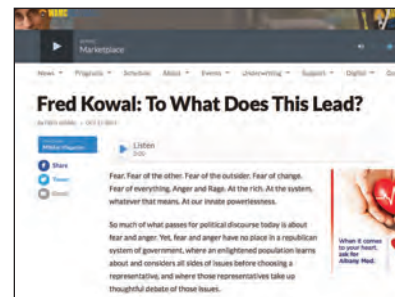 Marketplace
News Programs Schedule About Events Underwriting Support Digital
Fred Kowal: To What Does This Lead?
Listen
Share
Tweet
Email
Fear. Fear of the other. Fear of the outsider. Fear of change.
Fear of everything. Anger and Rage. At the rich. At the system,
whatever that means. At our innate powerlessness.
So much of what passes for political discourse today is about
fear and anger. Yet, fear and anger have no place in a republican
system of government, where an enlightened population learns
about and considers all sides of issues before choosing a
representative, and where those representatives take up
thoughtful debate of those issues.
When it comes
to your heart,
ask for
Albany Med.